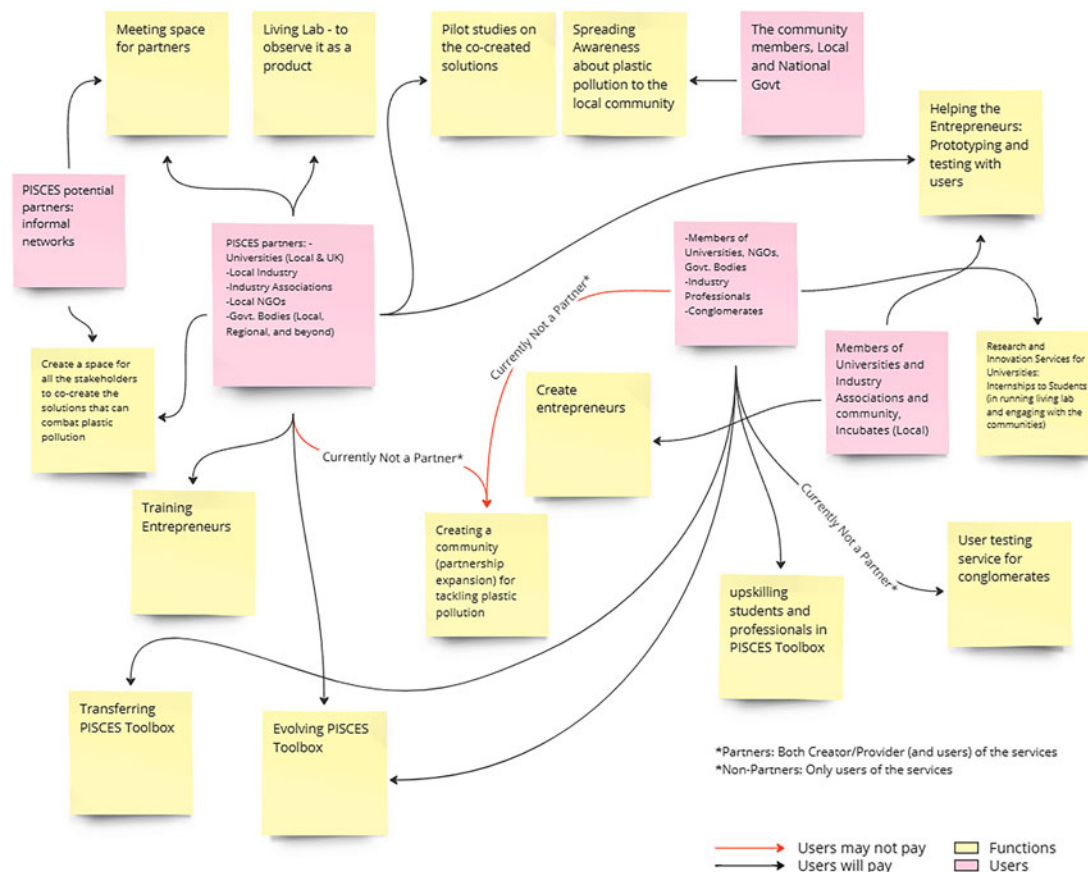 Meeting space
for partners
Living Lab - to
observe it as a
product
Pilot studies on
the co-created
solutions
Spreading
Awareness
about plastic
pollution to the
local community
The community
members, Local
and National
Govt
Helping the
Entrepreneurs:
Prototyping and
testing with
users
PISCES potential
partners:
informal
networks
PISCES partners: -
Universities (Local & UK)
-Local Industry
-Industry Associations
-Local NGOs
-Govt. Bodies (Local,
Regional, and beyond)
-Members of
Universities, NGOs,
Govt. Bodies
-Industry
Professionals
-Conglomerates
Currently Not a Partner*
Create a space for
all the stakeholders
to co-create the
solutions that can
combat plastic
pollution
Create
entrepreneurs
Members of
Universities and
Industry
Associations and
community,
Incubates (Local)
Research and
Innovation Services for
Universities:
Internships to Students
(in running living lab
and engaging with the
communities)
Currently Not a Partner*
Training
Entrepreneurs
Creating a
community
(partnership
expansion) for
tackling plastic
pollution
Currently Not a Partner*
upskilling
students and
professionals in
PISCES Toolbox
User testing
service for
conglomerates
Transferring
PISCES Toolbox
Evolving PISCES
Toolbox
*Partners: Both Creator/Provider (and users) of the services
*Non-Partners: Only users of the services
Users may not pay
Functions
Users will pay
Users